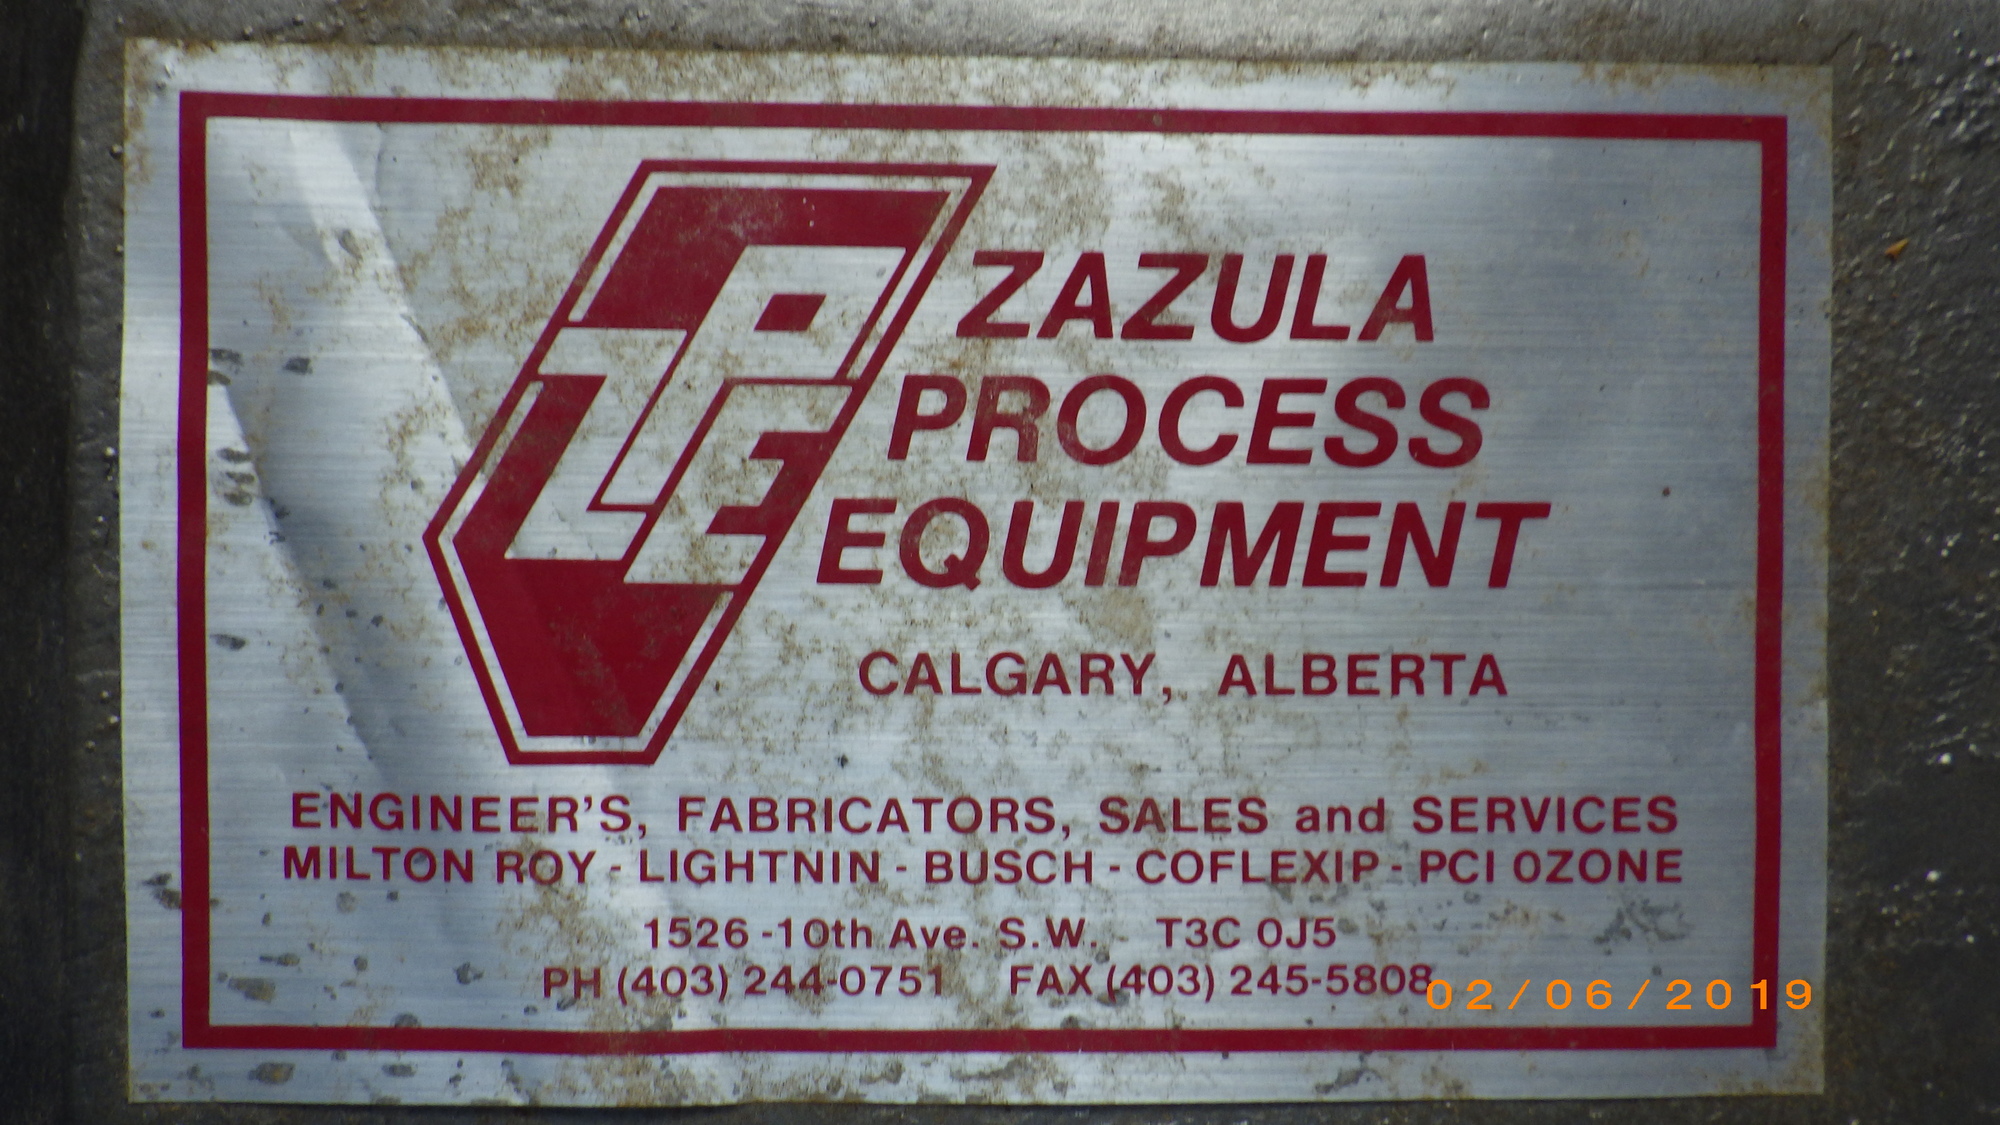 ZPE
ZAZULA
PROCESS
EQUIPMENT
CALGARY, ALBERTA
ENGINEER'S, FABRICATORS, SALES and SERVICES
MILTON ROY - LIGHTNIN - BUSCH - COFLEXIP - PCI OZONE
1526 -10th Ave. S.W. T3C 0J5
PH (403) 244-0751 FAX (403) 245-5808
02/06/2019